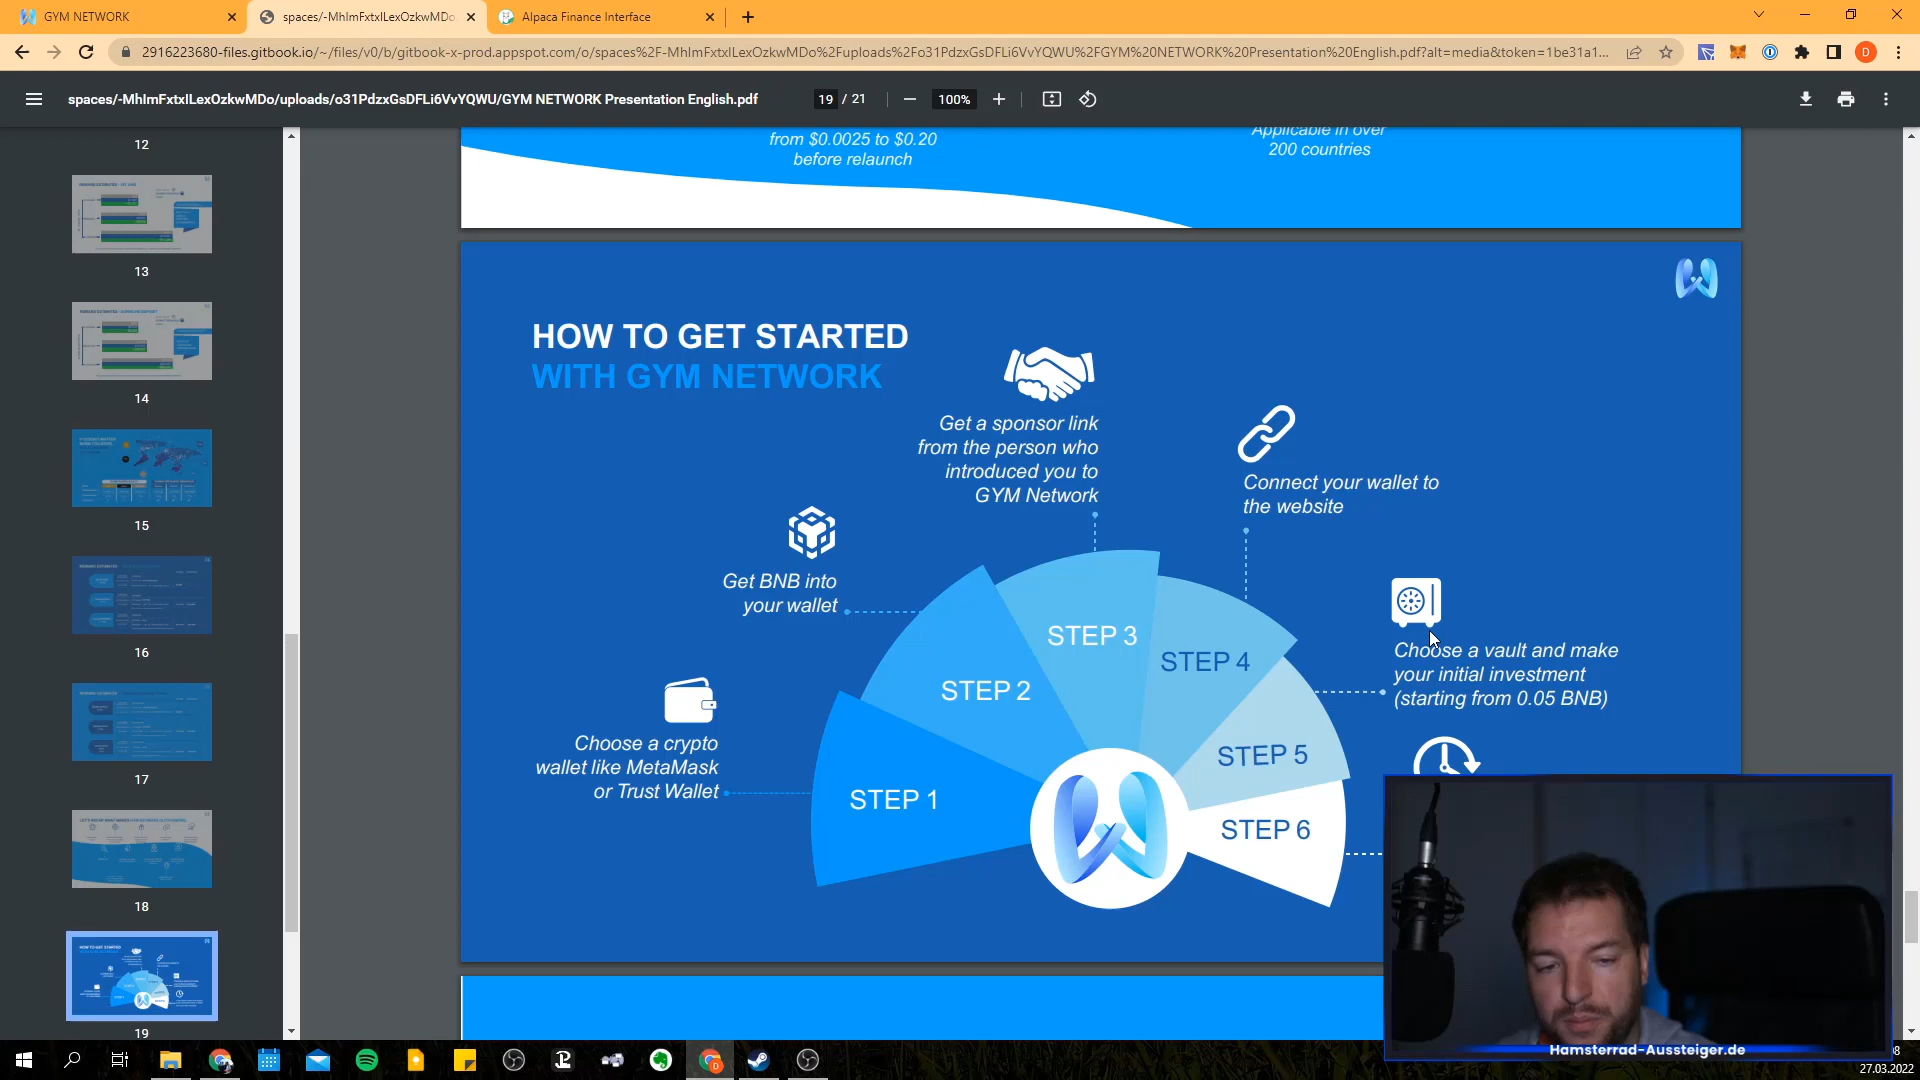 GYM NETWORK
spaces/-MhImFxtxILexOzkwMDo
Alpaca Finance Interface
2916223680-files.gitbook.io/~/files/v0/b/gitbook-x-prod.appspot.com/o/spaces%2F-MhImFxtxILexOzkwMDo%2Fuploads%2Fo31PdzxGsDFLi6VvYQWU%2FGYM%20NETWORK%20Presentation%20English.pdf?alt=media&token=1be31a1...
spaces/-MhImFxtxILexOzkwMDo/uploads/o31PdzxGsDFLi6VvYQWU/GYM NETWORK Presentation English.pdf
19 / 21
100%
12
13
14
15
16
17
18
19
from $0.0025 to $0.20
before relaunch
Applicable in over
200 countries
HOW TO GET STARTED
WITH GYM NETWORK
Get a sponsor link
from the person who
introduced you to
GYM Network
Connect your wallet to
the website
Get BNB into
your wallet
Choose a vault and make
your initial investment
(starting from 0.05 BNB)
Choose a crypto
wallet like MetaMask
or Trust Wallet
STEP 1
STEP 2
STEP 3
STEP 4
STEP 5
STEP 6
Hamsterrad-Aussteiger.de
27.03.2022